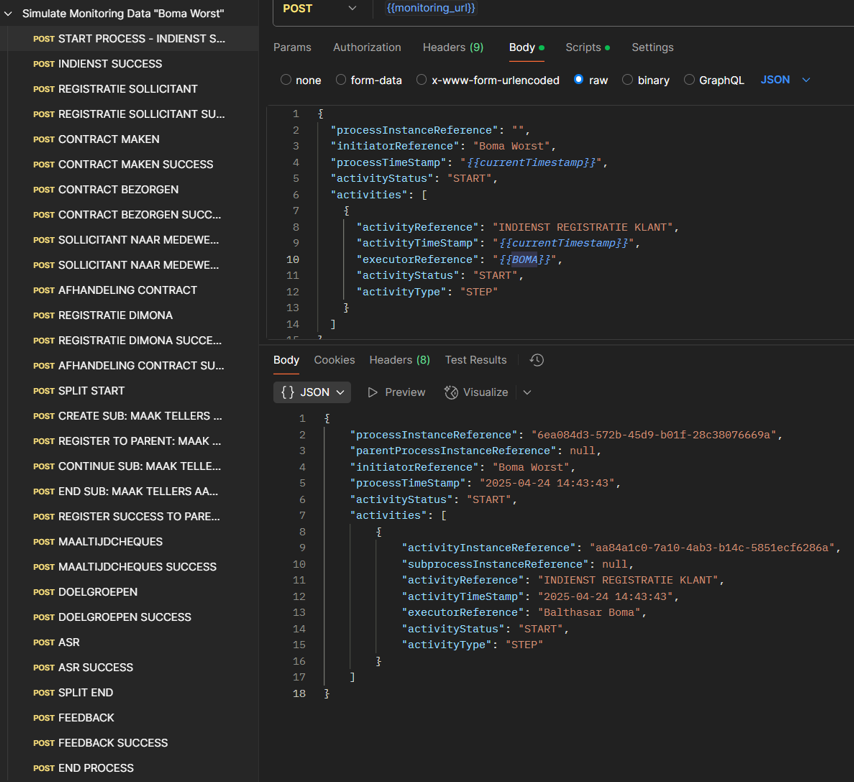 Simulate Monitoring Data "Boma Worst"
POST START PROCESS - INDIENST S...
POST INDIENST SUCCESS
POST REGISTRATIE SOLLICITANT
POST REGISTRATIE SOLLICITANT SU...
POST CONTRACT MAKEN
POST CONTRACT MAKEN SUCCESS
POST CONTRACT BEZORGEN
POST CONTRACT BEZORGEN SUCC...
POST SOLLICITANT NAAR MEDEWE...
POST SOLLICITANT NAAR MEDEWE...
POST AFHANDELING CONTRACT
POST REGISTRATIE DIMONA
POST REGISTRATIE DIMONA SUCCE...
POST AFHANDELING CONTRACT SU...
POST SPLIT START
POST CREATE SUB: MAAK TELLERS ...
POST REGISTER TO PARENT: MAAK ...
POST CONTINUE SUB: MAAK TELLE...
POST END SUB: MAAK TELLERS AA...
POST REGISTER SUCCESS TO PARE...
POST MAALTIJDCHEQUES
POST MAALTIJDCHEQUES SUCCESS
POST DOELGROEPEN
POST DOELGROEPEN SUCCESS
POST ASR
POST ASR SUCCESS
POST SPLIT END
POST FEEDBACK
POST FEEDBACK SUCCESS
POST END PROCESS
POST {{monitoring_url}}
Params Authorization Headers (9) Body Scripts Settings
none form-data x-www-form-urlencoded raw binary GraphQL JSON
1 {
2 "processInstanceReference": "",
3 "initiatorReference": "Boma Worst",
4 "processTimeStamp": "{{currentTimestamp}}",
5 "activityStatus": "START",
6 "activities": [
7 {
8 "activityReference": "INDIENST REGISTRATIE KLANT",
9 "activityTimeStamp": "{{currentTimestamp}}",
10 "executorReference": "{{BOMA}}",
11 "activityStatus": "START",
12 "activityType": "STEP"
13 }
14 ]
15 }
Body Cookies Headers (8) Test Results
{} JSON Preview Visualize
1 {
2 "processInstanceReference": "6ea084d3-572b-45d9-b01f-28c38076669a",
3 "parentProcessInstanceReference": null,
4 "initiatorReference": "Boma Worst",
5 "processTimeStamp": "2025-04-24 14:43:43",
6 "activityStatus": "START",
7 "activities": [
8 {
9 "activityInstanceReference": "aa84a1c0-7a10-4ab3-b14c-5851ecf6286a",
10 "subprocessInstanceReference": null,
11 "activityReference": "INDIENST REGISTRATIE KLANT",
12 "activityTimeStamp": "2025-04-24 14:43:43",
13 "executorReference": "Balthasar Boma",
14 "activityStatus": "START",
15 "activityType": "STEP"
16 }
17 ]
18 }